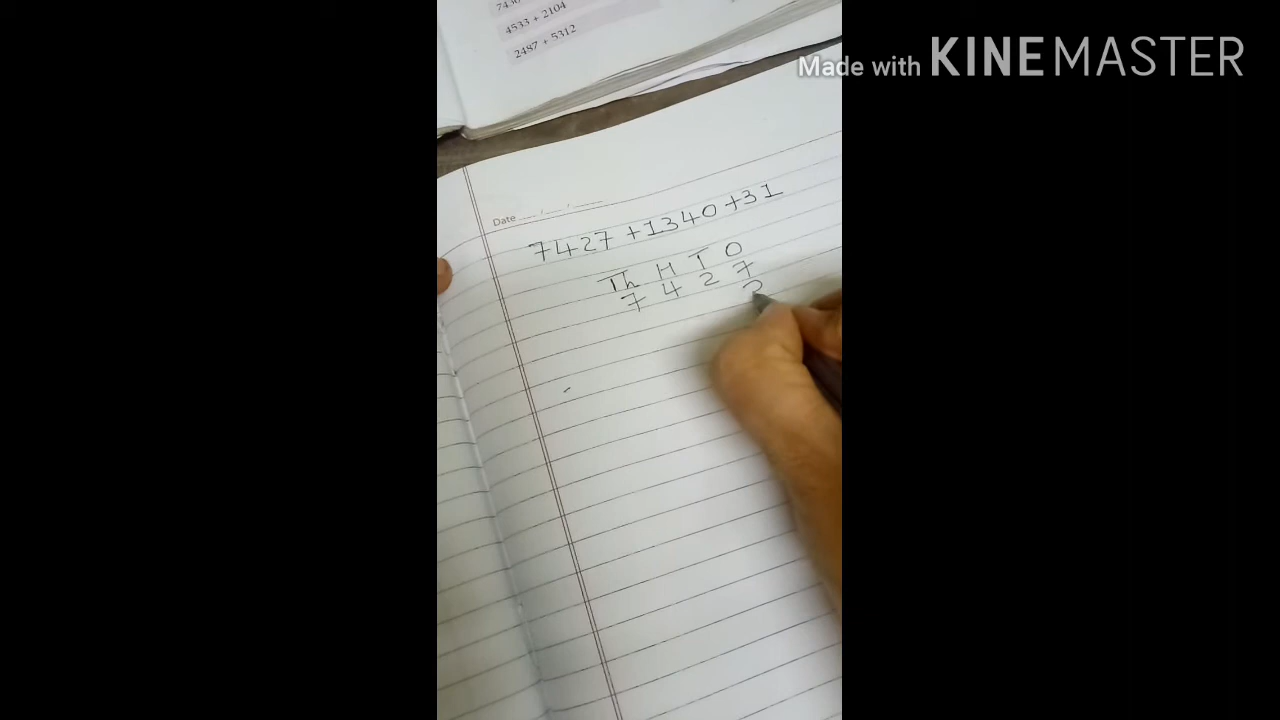 4533 + 2104
2487 + 5312
Made with KINEMASTER
Date
7427 + 1340 + 31
Th H T O
7 4 2 7